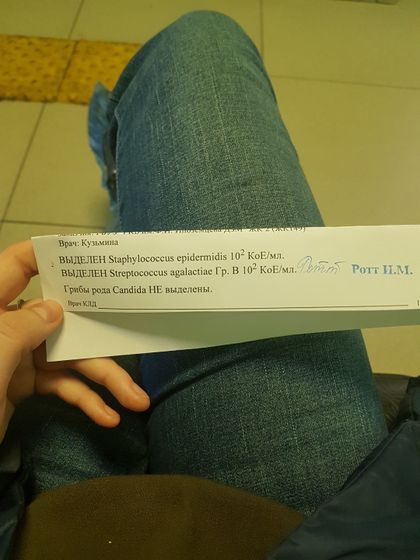 Врач: Кузьмина
ВЫДЕЛЕН Staphylococcus epidermidis 10² КоЕ/мл.
ВЫДЕЛЕН Streptococcus agalactiae Гр. В 10² КоЕ/мл. Ротт И.М.
Грибы рода Candida НЕ выделены.
Врач КЛД